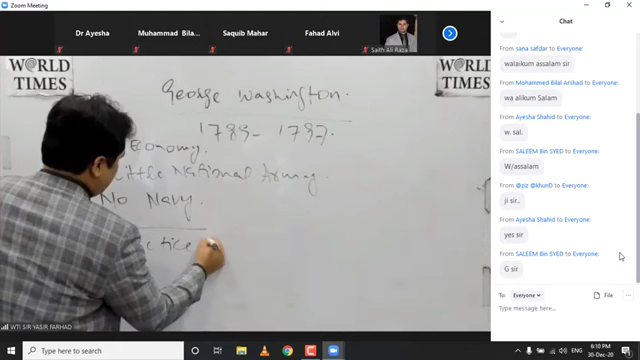 Zoom Meeting
Dr Ayesha
Muhammad Bila...
Saquib Mahar
Fahad Alvi
Saith Ali Raza
W RLD
TIMES
W RLD
TIMES
George Washington.
1789- 1797.
Economy.
Little National Army.
No Navy.
Chat
From sana safdar to Everyone:
walaikum assalam sir
From Mohammed Bilal Arshad to Everyone:
wa alikum Salam
From Ayesha Shahid to Everyone:
w. sal.
From SALEEM Bin SYED to Everyone:
W/assalam
From @ziz @khunD to Everyone:
ji sir..
From Ayesha Shahid to Everyone:
yes sir
From SALEEM Bin SYED to Everyone:
G sir
To: Everyone
File
Type message here...
WTI SIR YASIR FARHAD
Type here to search
6:10 PM
30-Dec-20